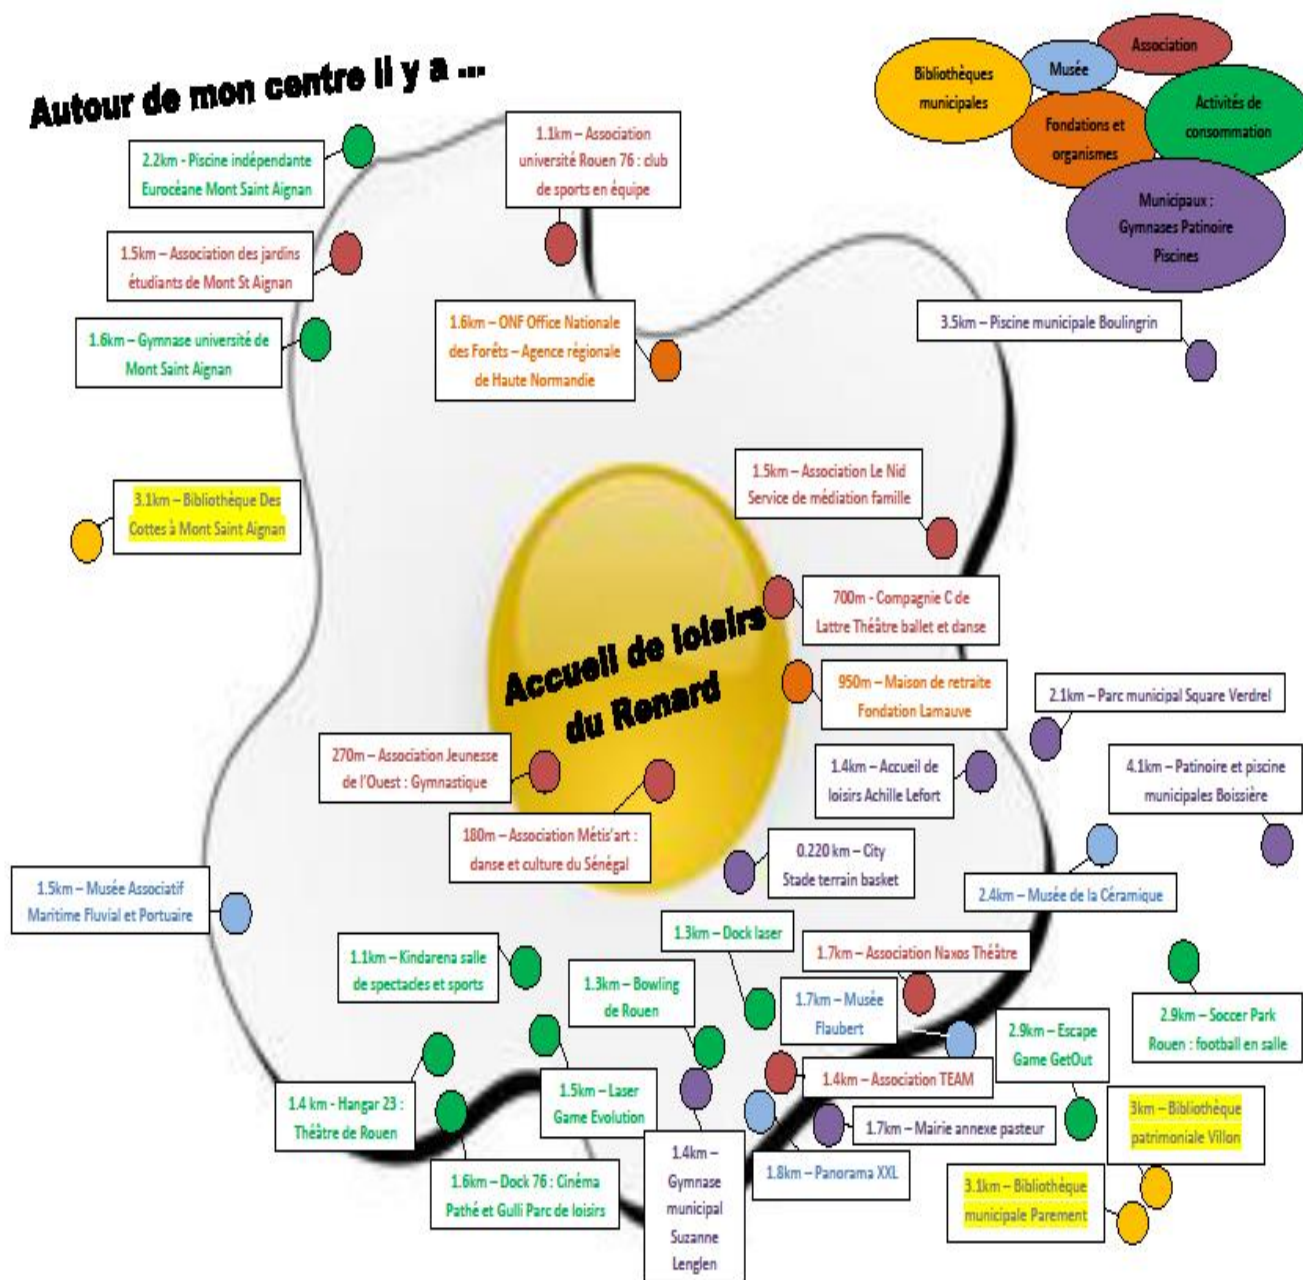 Autour de mon centre il y a ...
Bibliothèques
municipales
Musée
Association
Fondations et
organismes
Activités de
consommation
Municipaux :
Gymnases Patinoire
Piscines
2.2km - Piscine indépendante
Eurocéane Mont Saint Aignan
1.1km – Association
université Rouen 76 : club
de sports en équipe
1.5km – Association des jardins
étudiants de Mont St Aignan
1.6km – Gymnase université de
Mont Saint Aignan
1.6km – ONF Office Nationale
des Forêts – Agence régionale
de Haute Normandie
3.5km – Piscine municipale Boulingrin
3.1km – Bibliothèque Des
Cottes à Mont Saint Aignan
1.5km – Association Le Nid
Service de médiation famille
700m - Compagnie C de
Lattre Théâtre ballet et danse
Accueil de loisirs
du Renard
950m – Maison de retraite
Fondation Lamauve
2.1km – Parc municipal Square Verdrel
270m – Association Jeunesse
de l'Ouest : Gymnastique
1.4km – Accueil de
loisirs Achille Lefort
4.1km – Patinoire et piscine
municipales Boissière
180m – Association Métis'art :
danse et culture du Sénégal
0.220 km – City
Stade terrain basket
2.4km – Musée de la Céramique
1.5km – Musée Associatif
Maritime Fluvial et Portuaire
1.3km – Dock laser
1.7km – Association Naxos Théâtre
1.1km – Kindarena salle
de spectacles et sports
1.3km – Bowling
de Rouen
1.7km – Musée
Flaubert
2.9km – Escape
Game GetOut
2.9km – Soccer Park
Rouen : football en salle
1.4 km - Hangar 23 :
Théâtre de Rouen
1.5km – Laser
Game Evolution
1.4km – Association TEAM
1.7km – Mairie annexe pasteur
3km – Bibliothèque
patrimoniale Villon
1.6km – Dock 76 : Cinéma
Pathé et Gulli Parc de loisirs
1.4km –
Gymnase
municipal
Suzanne
Lenglen
1.8km – Panorama XXL
3.1km – Bibliothèque
municipale Parement